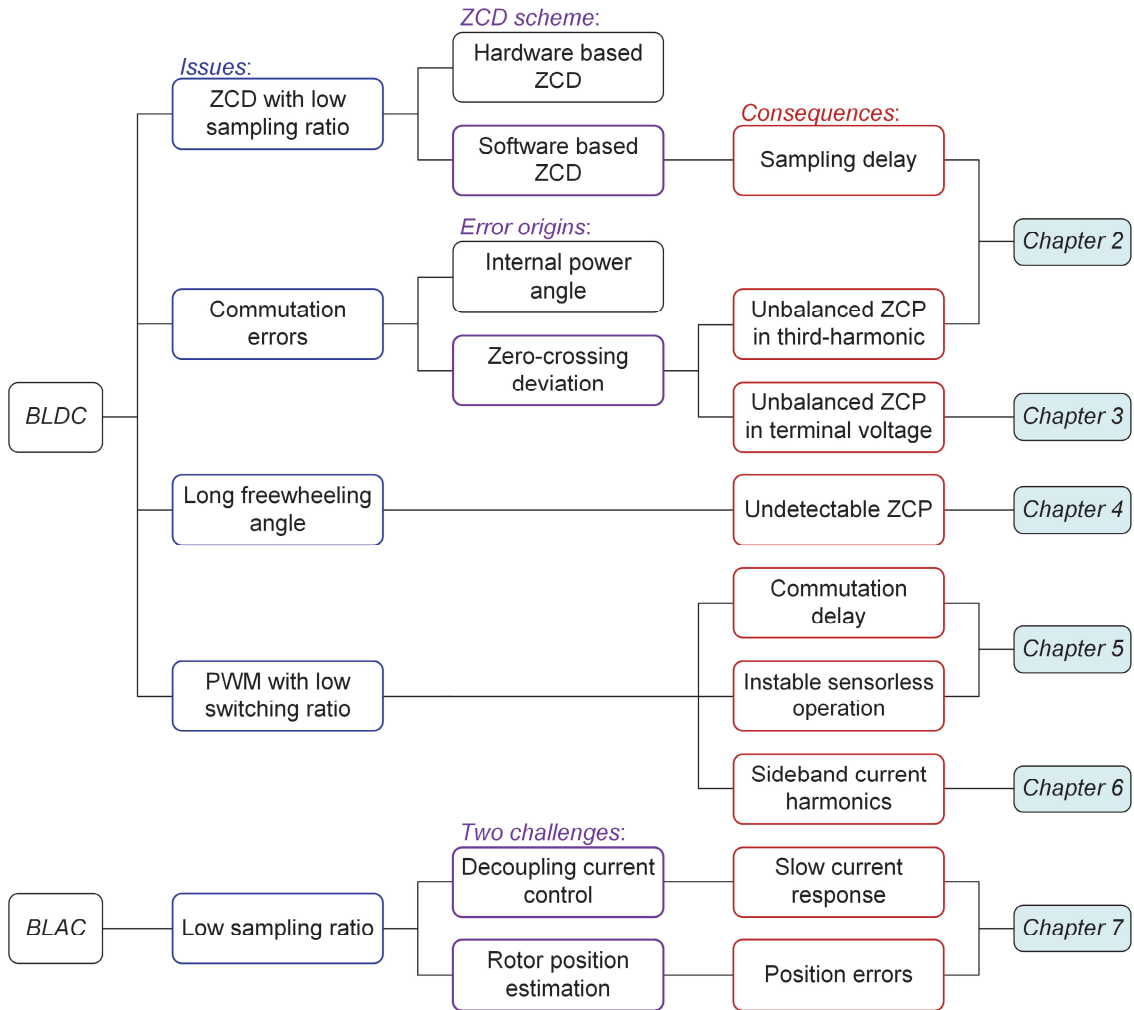 ZCD scheme:
Hardware based
ZCD
Issues:
ZCD with low
sampling ratio
Software based
ZCD
Consequences:
Sampling delay
Error origins:
Internal power
angle
Chapter 2
Commutation
errors
Unbalanced ZCP
in third-harmonic
Zero-crossing
deviation
BLDC
Unbalanced ZCP
in terminal voltage
Chapter 3
Long freewheeling
angle
Undetectable ZCP
Chapter 4
Commutation
delay
Chapter 5
PWM with low
switching ratio
Instable sensorless
operation
Sideband current
harmonics
Chapter 6
Two challenges:
Decoupling current
control
Slow current
response
BLAC
Low sampling ratio
Chapter 7
Rotor position
estimation
Position errors